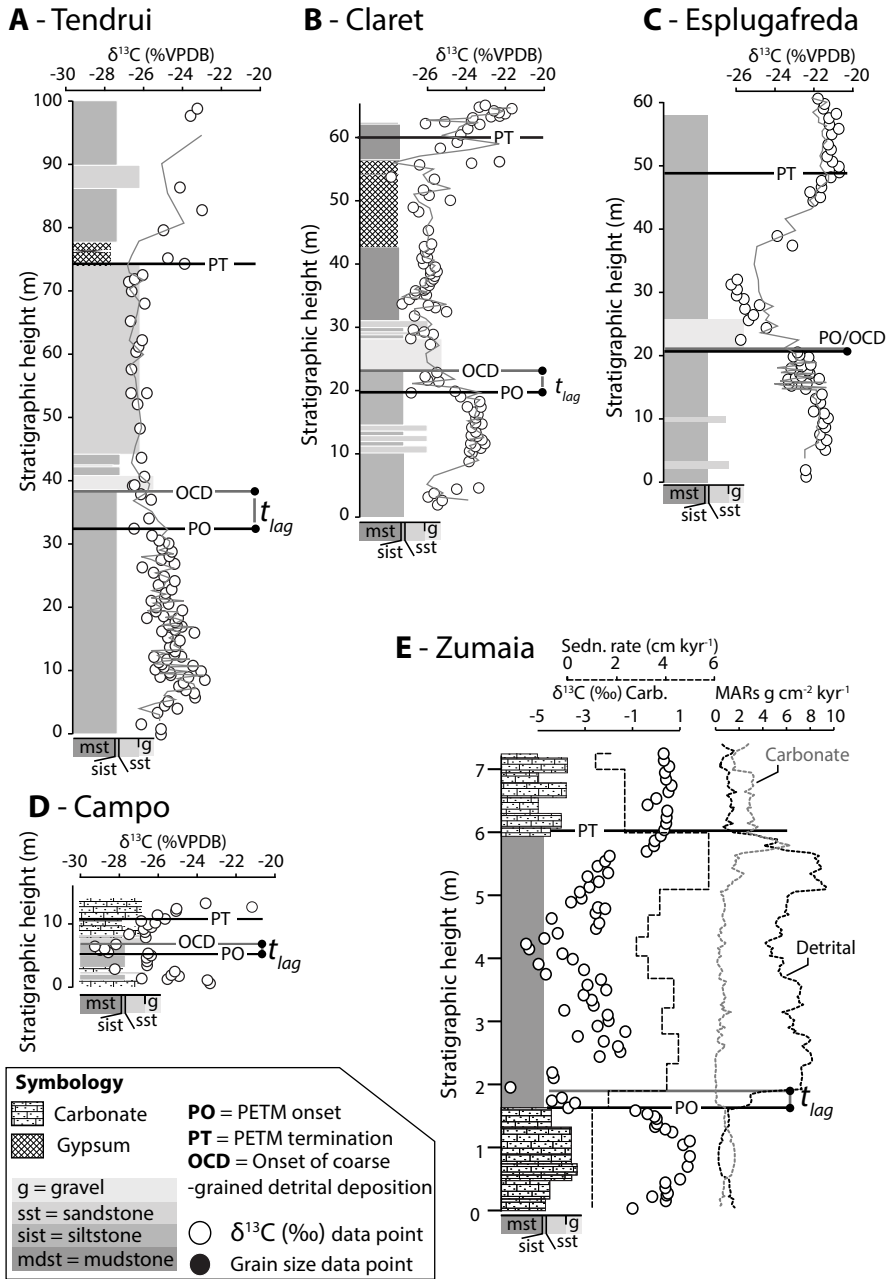 A - Tendrui
δ13C (%VPDB)
-30 -28 -26 -24 -22 -20
Stratigraphic height (m)
100
90
80
70
60
50
40
30
20
10
0
PT
OCD
PO
tlag
mst
sist
sst
g
B - Claret
δ13C (%VPDB)
-26 -24 -22 -20
Stratigraphic height (m)
60
50
40
30
20
10
0
PT
OCD
PO
tlag
mst
sist
sst
g
C - Esplugafreda
δ13C (%VPDB)
-26 -24 -22 -20
Stratigraphic height (m)
60
50
40
30
20
10
0
PT
PO/OCD
mst
sist
sst
g
D - Campo
δ13C (%VPDB)
-30 -28 -26 -24 -22 -20
Stratigraphic height (m)
10
0
PT
OCD
PO
tlag
mst
sist
sst
g
E - Zumaia
Sedn. rate (cm kyr-1)
0 2 4 6
δ13C (‰) Carb.
-5 -3 -1 1
MARs g cm-2 kyr-1
0 2 4 6 8 10
Stratigraphic height (m)
7
6
5
4
3
2
1
0
Carbonate
PT
Detrital
PO
tlag
mst
sist
sst
g
Symbology
Carbonate
Gypsum
g = gravel
sst = sandstone
sist = siltstone
mdst = mudstone
PO = PETM onset
PT = PETM termination
OCD = Onset of coarse
-grained detrital deposition
δ13C (‰) data point
Grain size data point